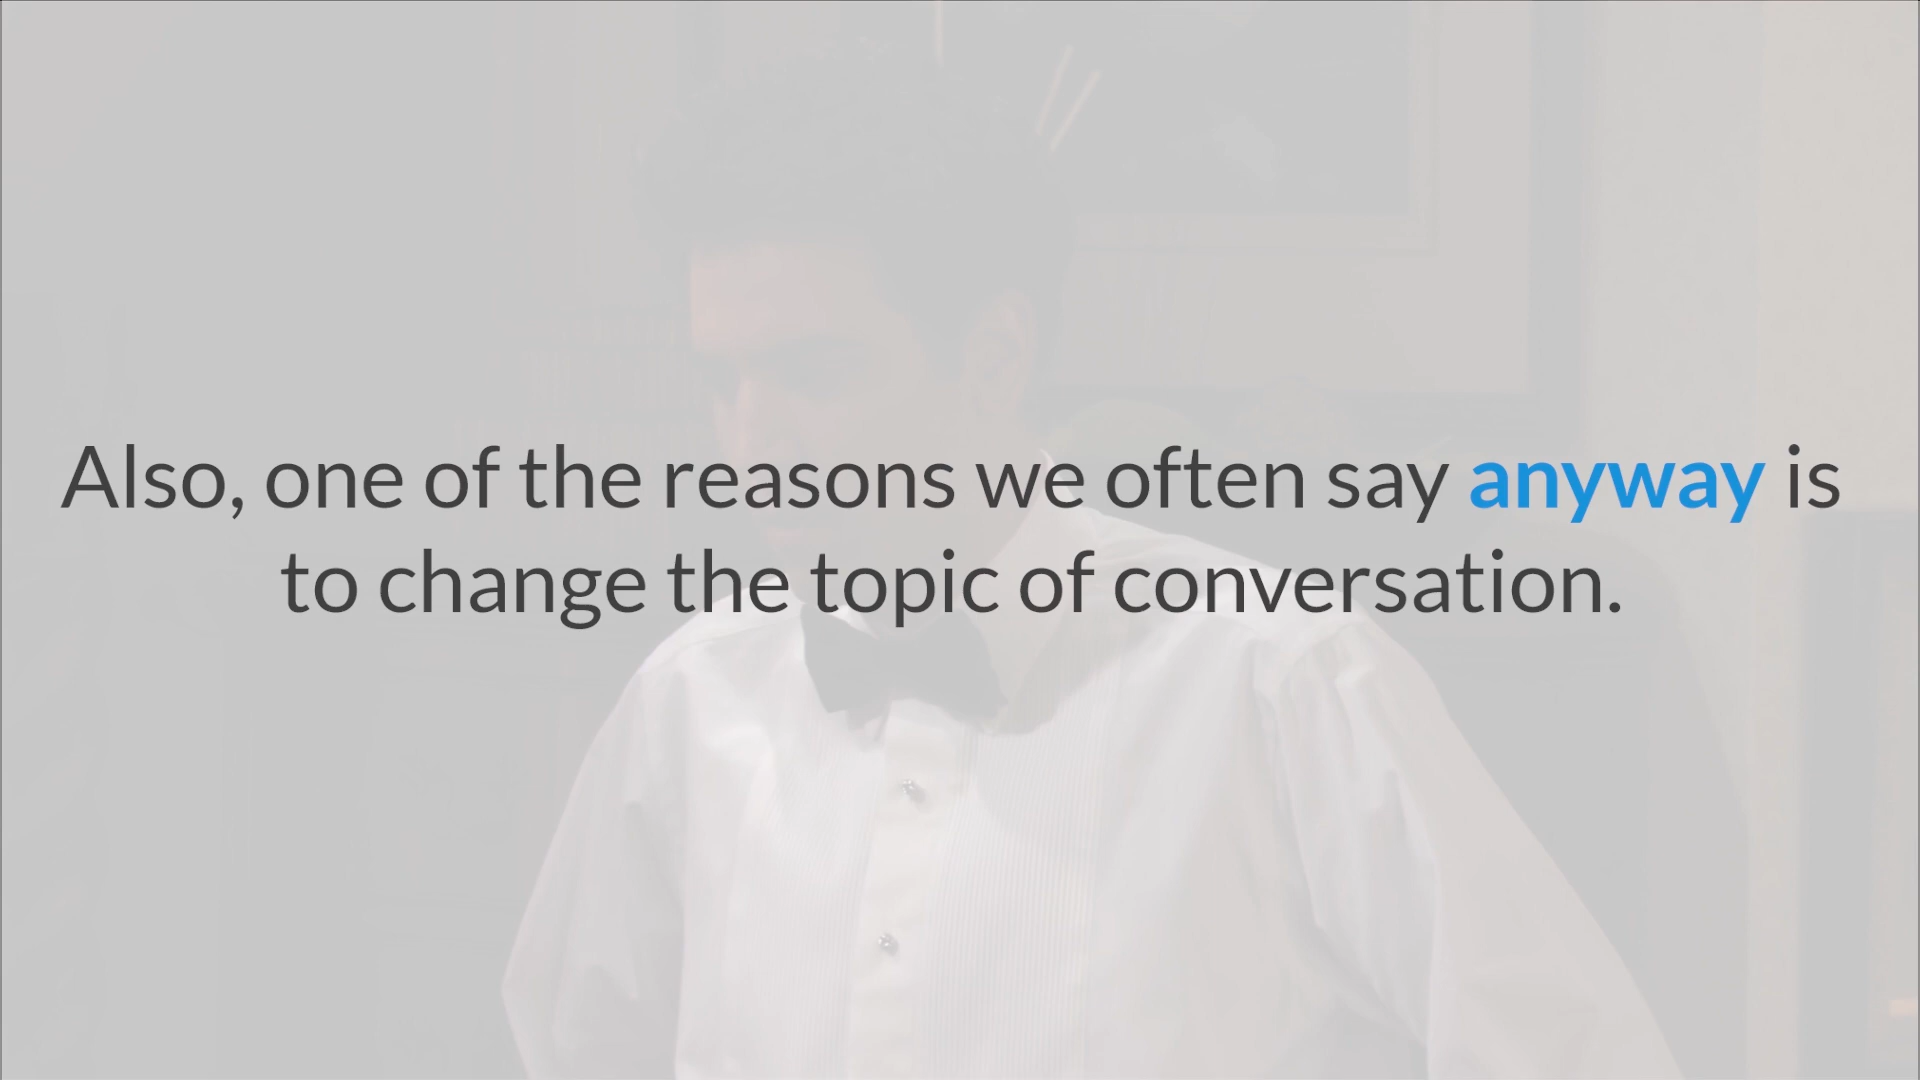 Also, one of the reasons we often say anyway is
to change the topic of conversation.